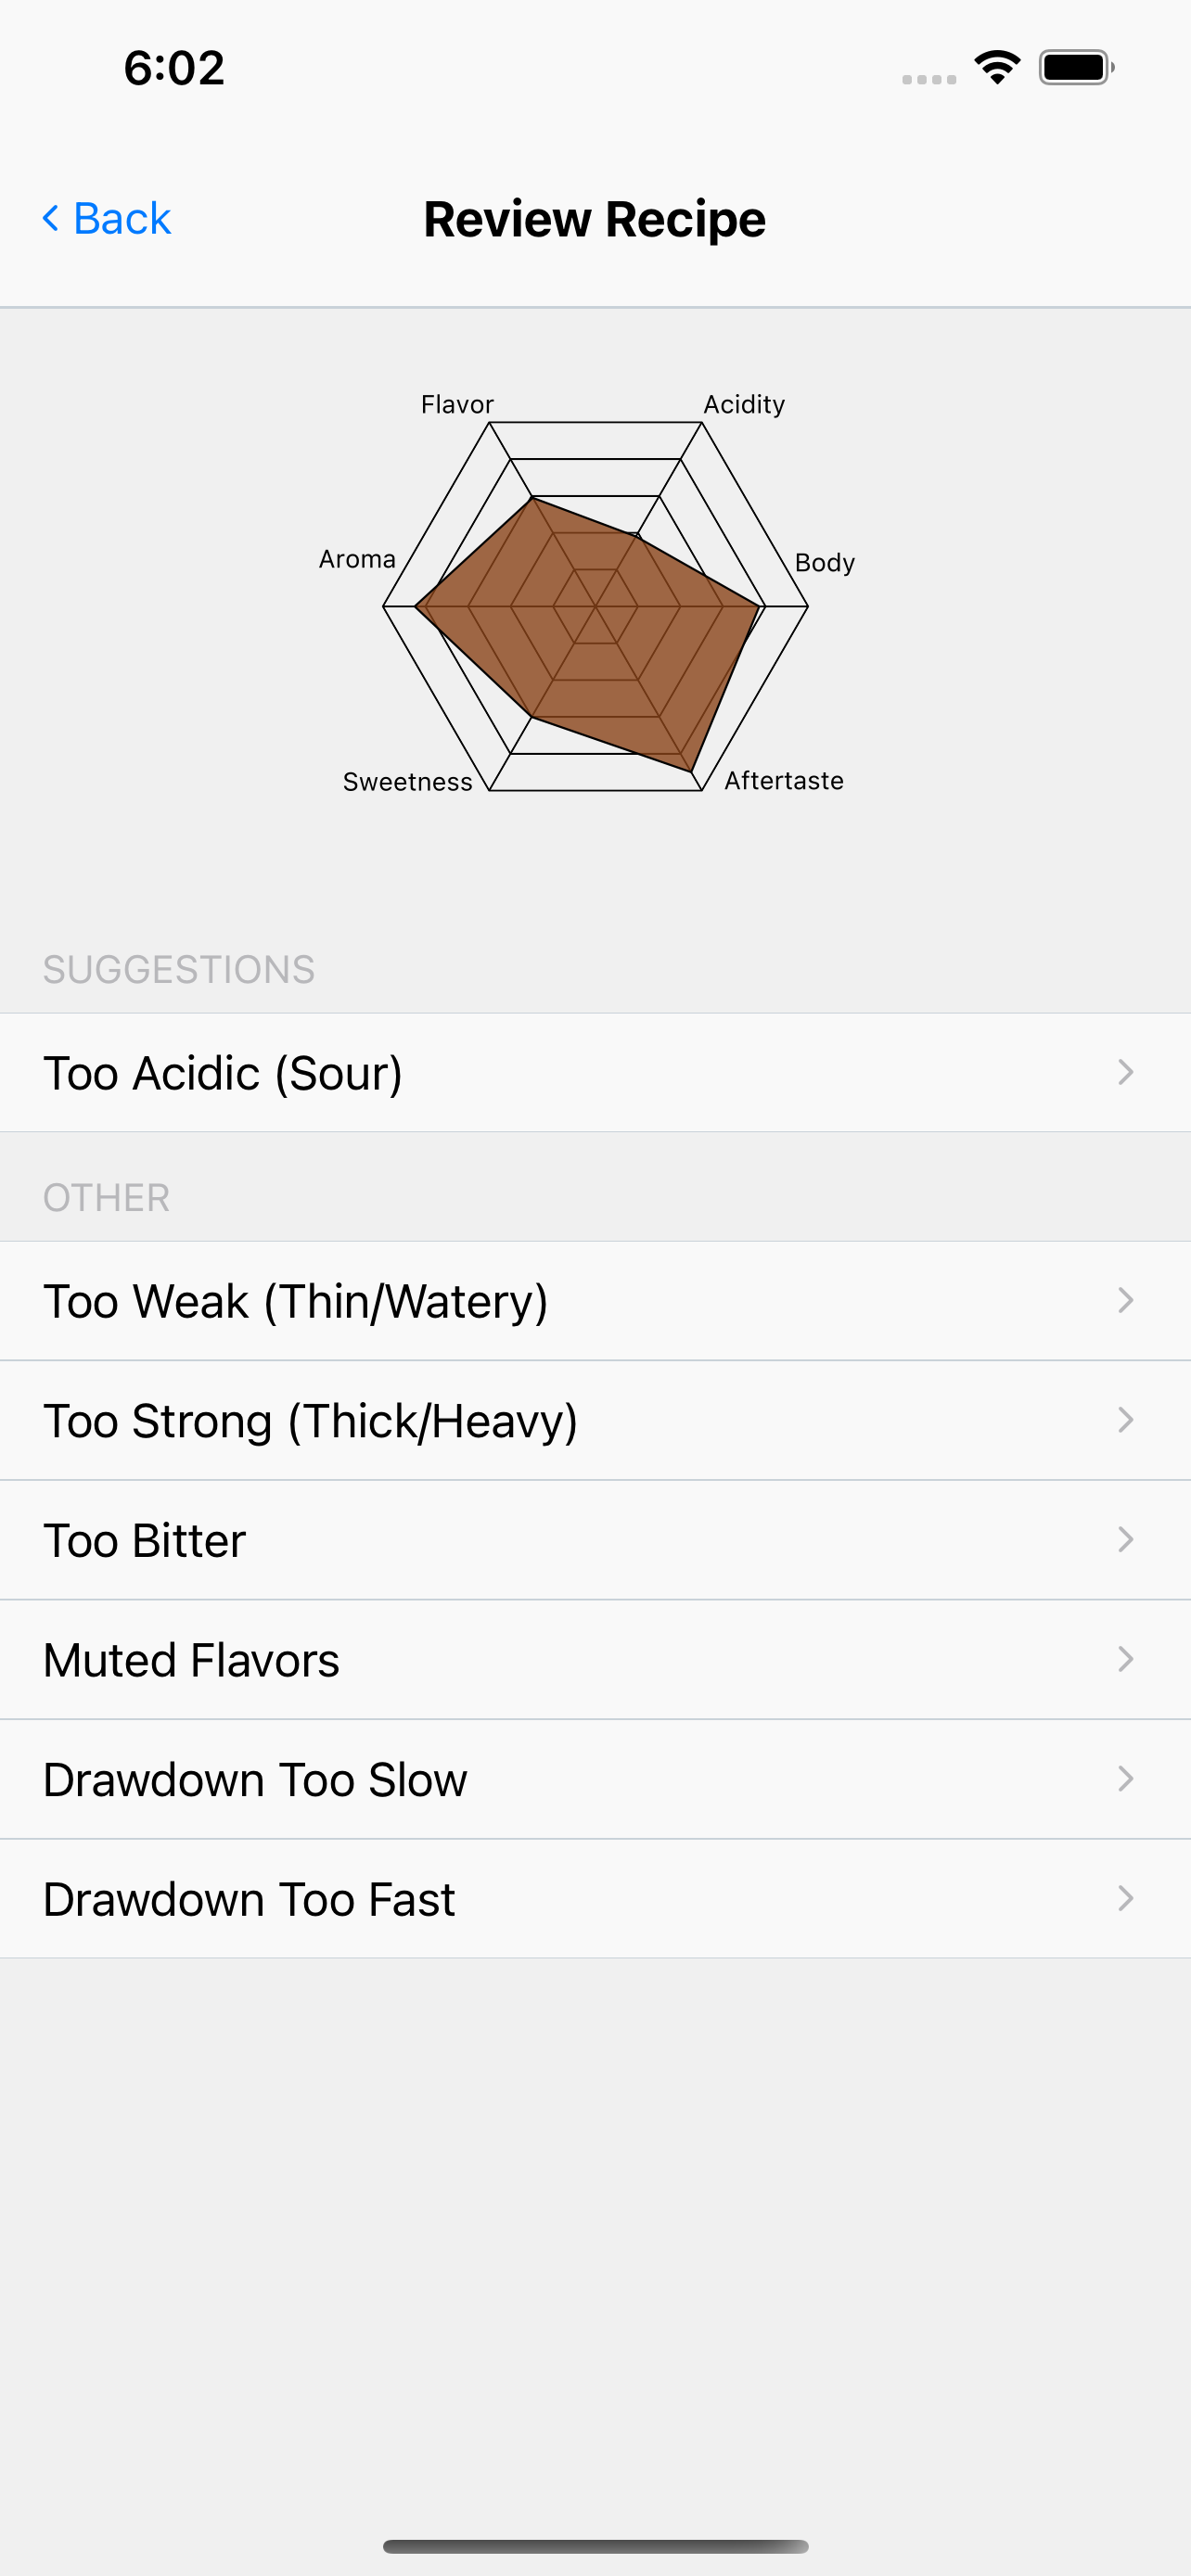 6:02
Back
Review Recipe
Flavor
Acidity
Aroma
Body
Sweetness
Aftertaste
SUGGESTIONS
Too Acidic (Sour)
OTHER
Too Weak (Thin/Watery)
Too Strong (Thick/Heavy)
Too Bitter
Muted Flavors
Drawdown Too Slow
Drawdown Too Fast